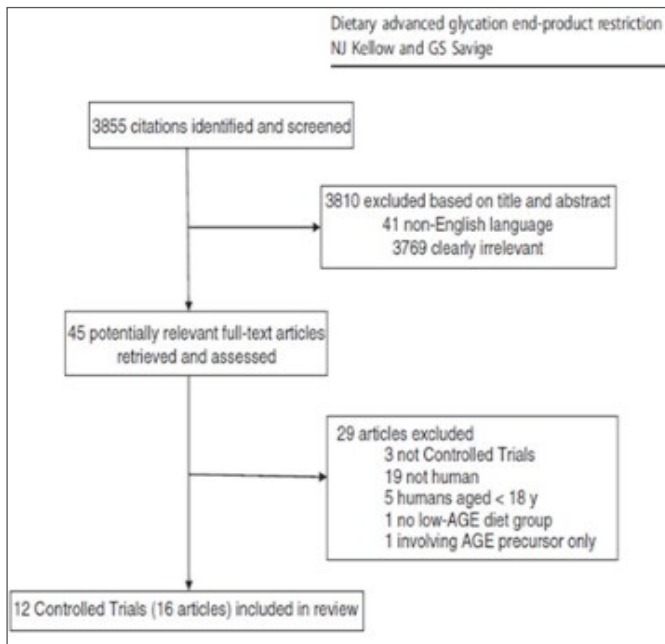 Dietary advanced glycation end-product restriction
NJ Kellow and GS Savige
3855 citations identified and screened
3810 excluded based on title and abstract
41 non-English language
3769 clearly irrelevant
45 potentially relevant full-text articles
retrieved and assessed
29 articles excluded
3 not Controlled Trials
19 not human
5 humans aged < 18 y
1 no low-AGE diet group
1 involving AGE precursor only
12 Controlled Trials (16 articles) included in review